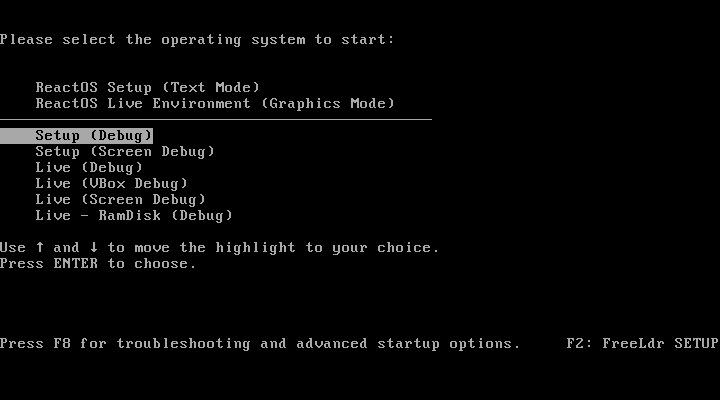 Please select the operating system to start:
ReactOS Setup (Text Mode)
ReactOS Live Environment (Graphics Mode)
Setup (Debug)
Setup (Screen Debug)
Live (Debug)
Live (VBox Debug)
Live (Screen Debug)
Live - RamDisk (Debug)
Use ↑ and ↓ to move the highlight to your choice.
Press ENTER to choose.
Press F8 for troubleshooting and advanced startup options. F2: FreeLdr SETUP